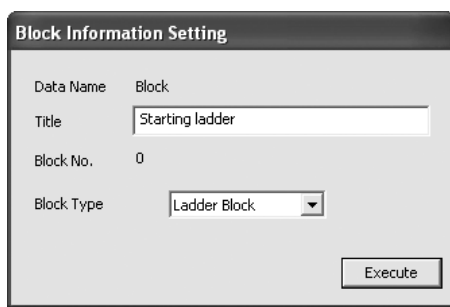 Block Information Setting
Data Name Block
Title Starting ladder
Block No. 0
Block Type Ladder Block
Execute